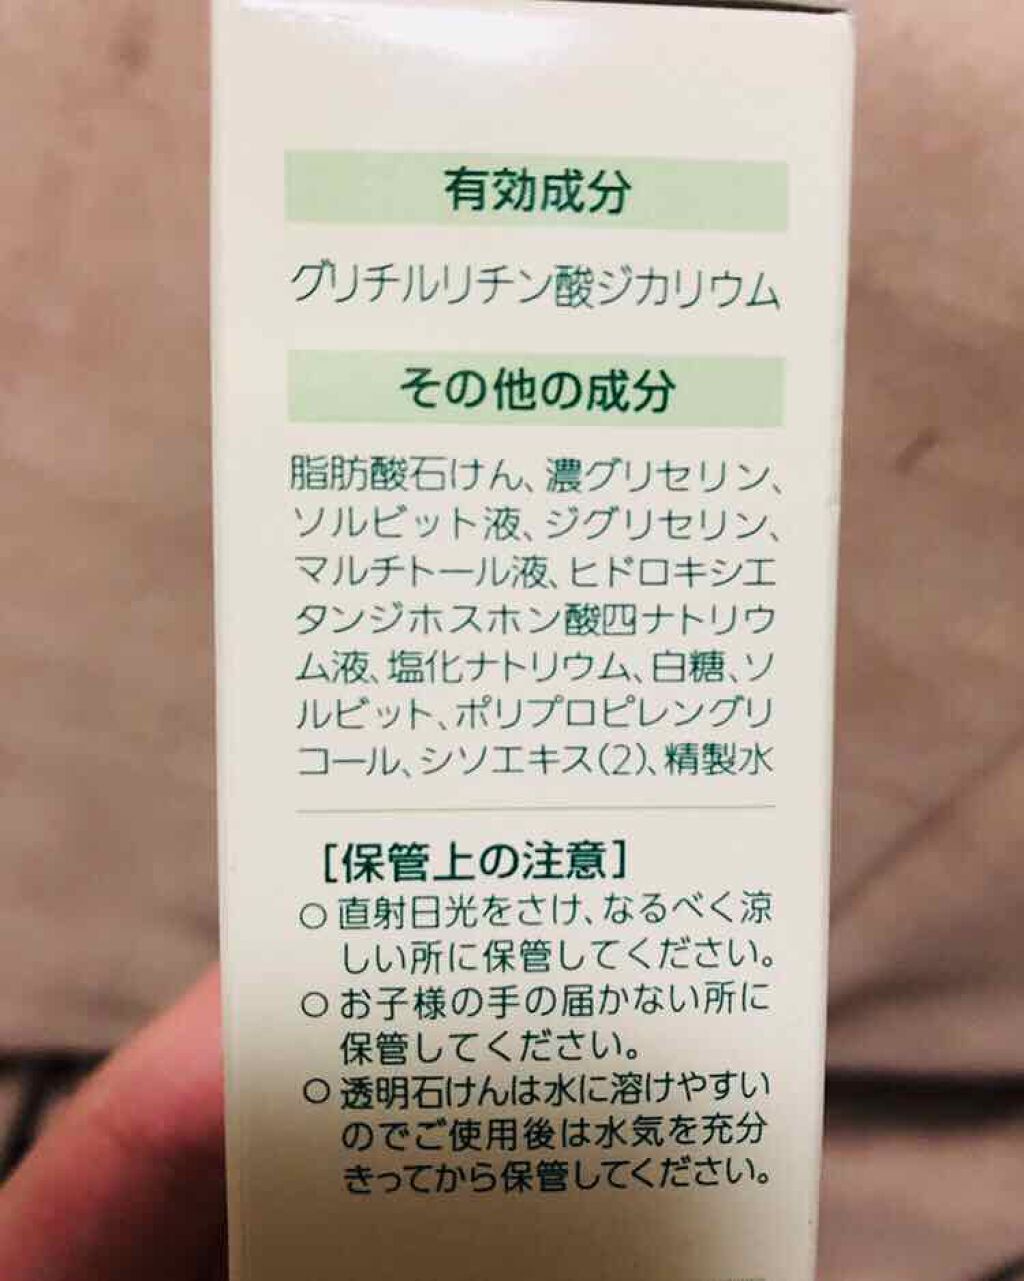 有効成分
グリチルリチン酸ジカリウム
その他の成分
脂肪酸石けん、濃グリセリン、
ソルビット液、ジグリセリン、
マルチトール液、ヒドロキシエ
タンジホスホン酸四ナトリウ
ム液、塩化ナトリウム、白糖、ソ
ルビット、ポリプロピレングリ
コール、シソエキス(2)、精製水
[保管上の注意]
○直射日光をさけ、なるべく涼
しい所に保管してください。
○お子様の手の届かない所に
保管してください。
○透明石けんは水に溶けやすい
のでご使用後は水気を充分
きってから保管してください。